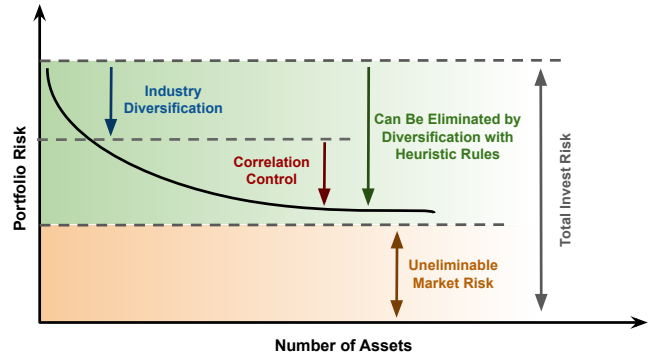 Portfolio Risk
Industry
Diversification
Can Be Eliminated by
Diversification with
Heuristic Rules
Correlation
Control
Total Invest Risk
Uneliminable
Market Risk
Number of Assets